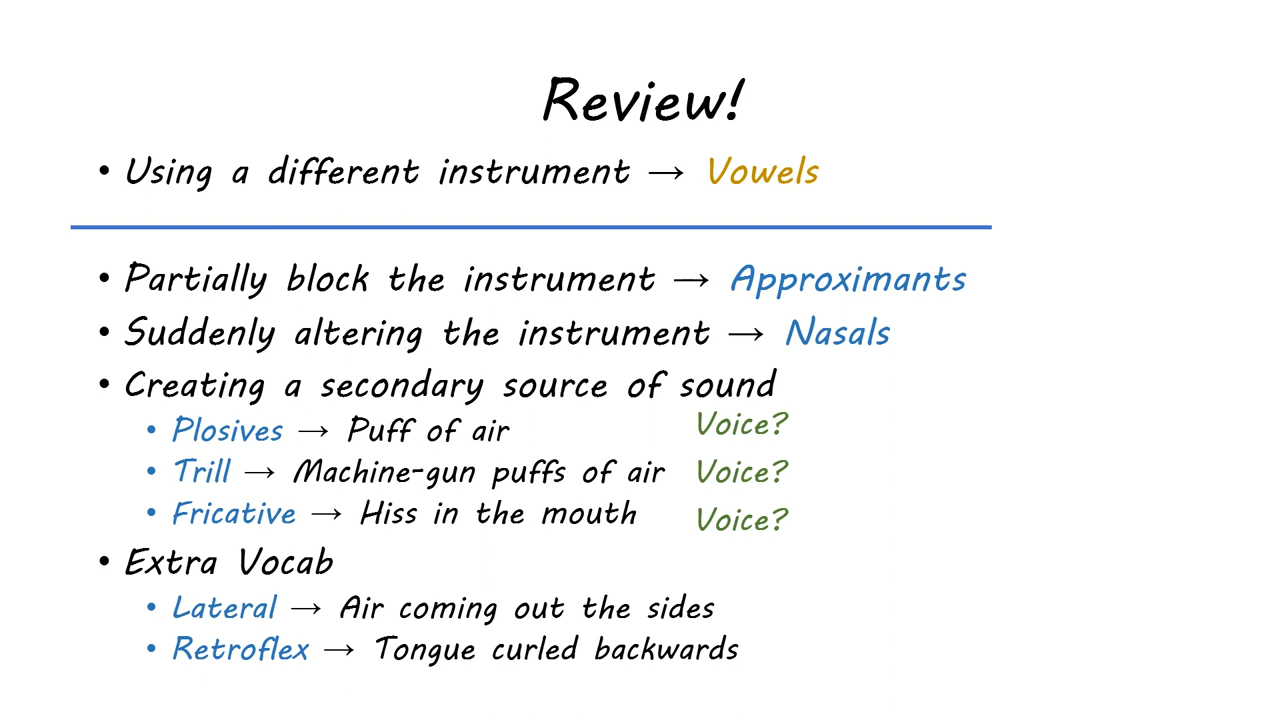 Review!
• Using a different instrument → Vowels
• Partially block the instrument → Approximants
• Suddenly altering the instrument → Nasals
• Creating a secondary source of sound
• Plosives → Puff of air Voice?
• Trill → Machine-gun puffs of air Voice?
• Fricative → Hiss in the mouth Voice?
• Extra Vocab
• Lateral → Air coming out the sides
• Retroflex → Tongue curled backwards